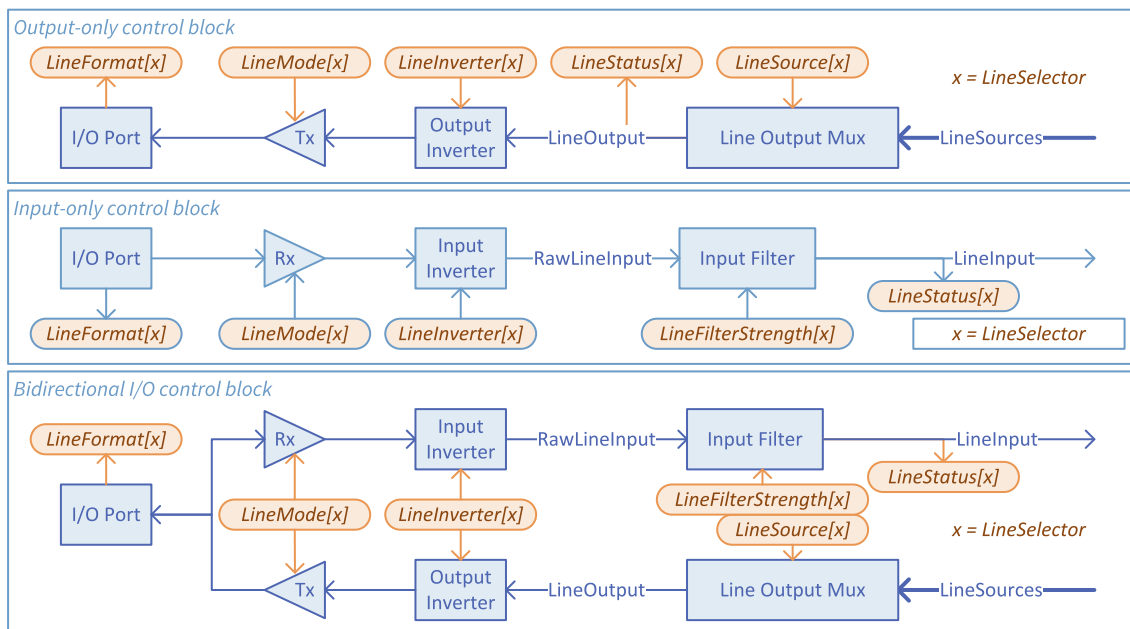 Output-only control block
LineFormat[x]
LineMode[x]
LineInverter[x]
LineStatus[x]
LineSource[x]
x = LineSelector
I/O Port
Tx
Output
Inverter
LineOutput
Line Output Mux
LineSources
Input-only control block
I/O Port
Rx
Input
Inverter
RawLineInput
Input Filter
LineInput
LineStatus[x]
LineFormat[x]
LineMode[x]
LineInverter[x]
LineFilterStrength[x]
x = LineSelector
Bidirectional I/O control block
LineFormat[x]
Rx
Input
Inverter
RawLineInput
Input Filter
LineInput
LineStatus[x]
I/O Port
LineMode[x]
LineInverter[x]
LineFilterStrength[x]
LineSource[x]
x = LineSelector
Tx
Output
Inverter
LineOutput
Line Output Mux
LineSources